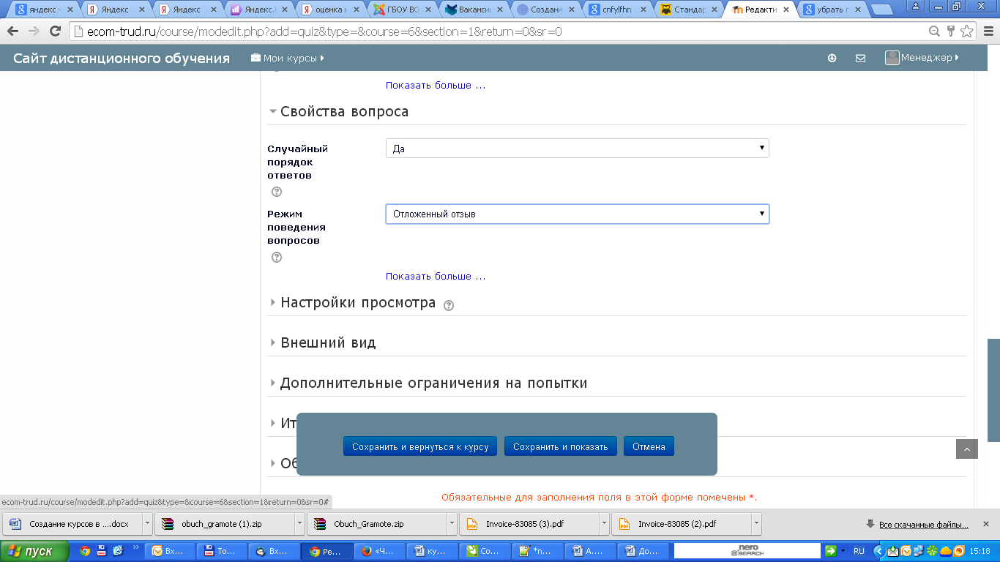 яндекс -
Яндекс
Яндекс
Яндекс.
оценка и
ГБОУ ВО
Ваканси
Создани
cnfylfhn
Стандар
Редакти
убрать п
ecom-trud.ru/course/modedit.php?add=quiz&type=&course=6&section=1&return=0&sr=0
Сайт дистанционного обучения
Мои курсы
Менеджер
Показать больше ...
Свойства вопроса
Случайный
порядок
ответов
Да
Режим
поведения
вопросов
Отложенный отзыв
Показать больше ...
Настройки просмотра
Внешний вид
Дополнительные ограничения на попытки
Ит
Сохранить и вернуться к курсу
Сохранить и показать
Отмена
Об
Обязательные для заполнения поля в этой форме помечены *.
ecom-trud.ru/course/modedit.php?add=quiz&type=&course=6&section=1&return=0&sr=0#
Создание курсов в ....docx
obuch_gramote (1).zip
Obuch_Gramote.zip
Invoice-83085 (3).pdf
Invoice-83085 (2).pdf
Все скачанные файлы...
пуск
Вх...
То...
Вх...
Ре...
«Ч...
ку...
Со...
*n...
А....
До...
nero
SEARCH
RU
15:18